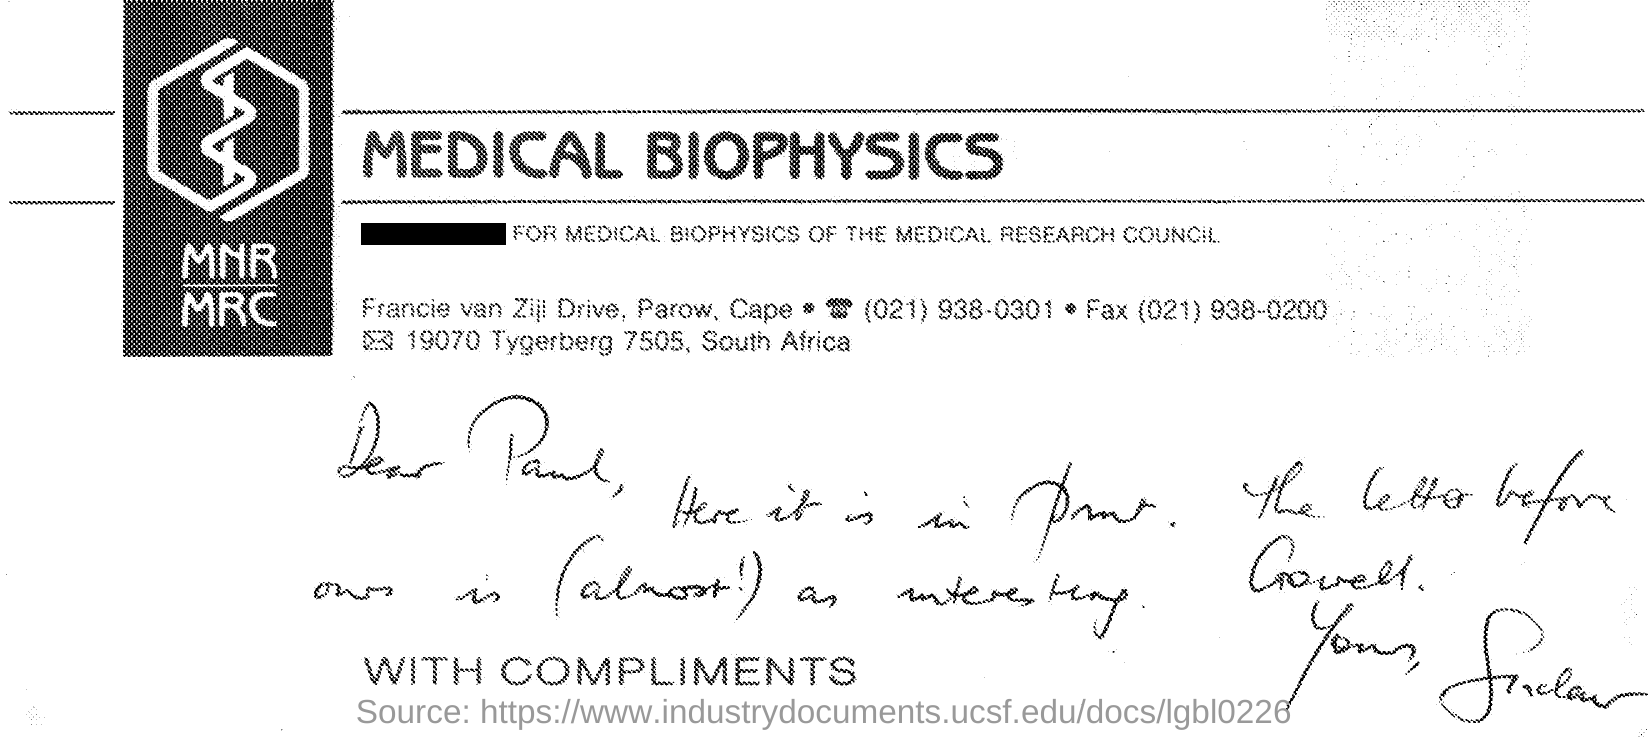 MEDICAL BIOPHYSICS
FOR MEDICAL BIOPHYSICS OF THE MEDICAL RESEARCH COUNCIL
MNR
MRC
Francie van Zijl Drive, Parow, Cape • ☎ (021) 938-0301 • Fax (021) 938-0200
✉ 19070 Tygerberg 7505, South Africa
Dear Paul,
Here it is in print. The letter before
ours is (almost!) as interesting. Growell.
Yours, Sinclair
WITH COMPLIMENTS
Source: https://www.industrydocuments.ucsf.edu/docs/lgbl0226